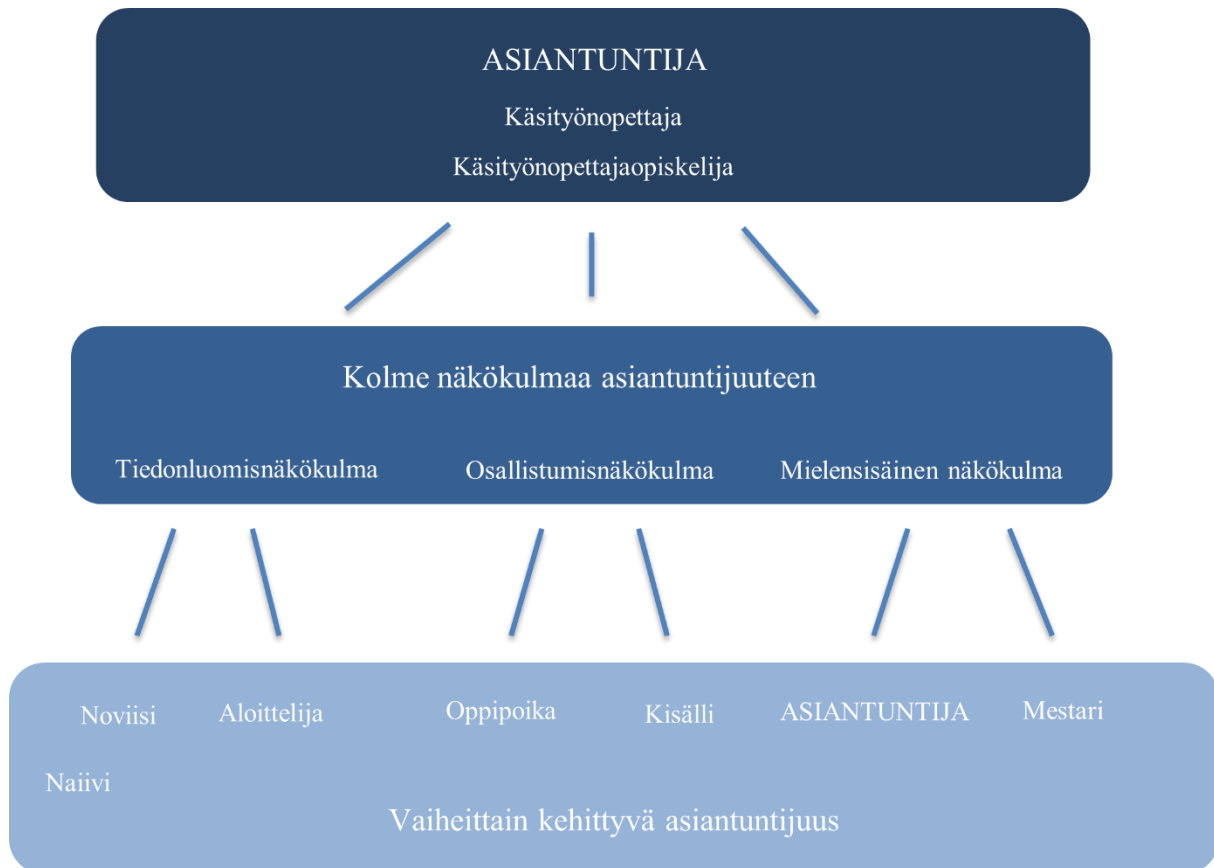 ASIANTUNTIJA
Käsityönopettaja
Käsityönopettajaopiskelija
Kolme näkökulmaa asiantuntijuuteen
Tiedonluomisnäkökulma Osallistumisnäkökulma Mielensisäinen näkökulma
Noviisi Aloittelija Oppipoika Kisälli ASIANTUNTIJA Mestari
Naiivi
Vaiheittain kehittyvä asiantuntijuus